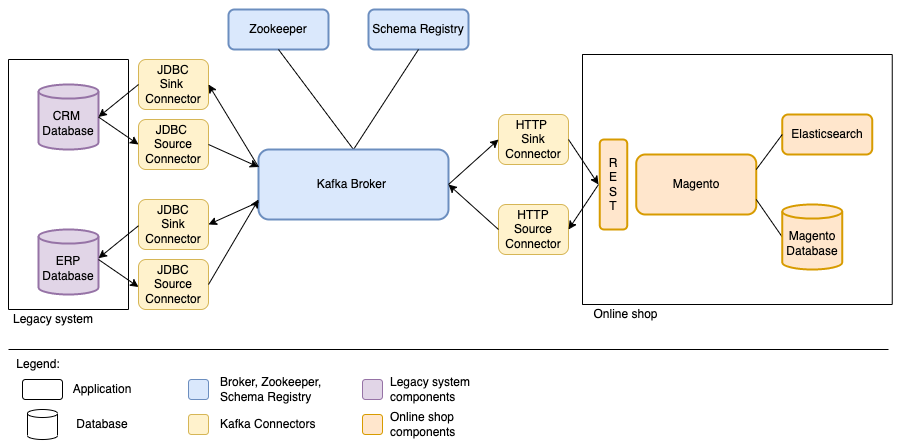 Zookeeper
Schema Registry
JDBC
Sink
Connector
CRM
Database
JDBC
Source
Connector
Kafka Broker
JDBC
Sink
Connector
ERP
Database
JDBC
Source
Connector
Legacy system
HTTP
Sink
Connector
HTTP
Source
Connector
R
E
S
T
Magento
Elasticsearch
Magento
Database
Online shop
Legend:
Application
Broker, Zookeeper,
Schema Registry
Legacy system
components
Database
Kafka Connectors
Online shop
components